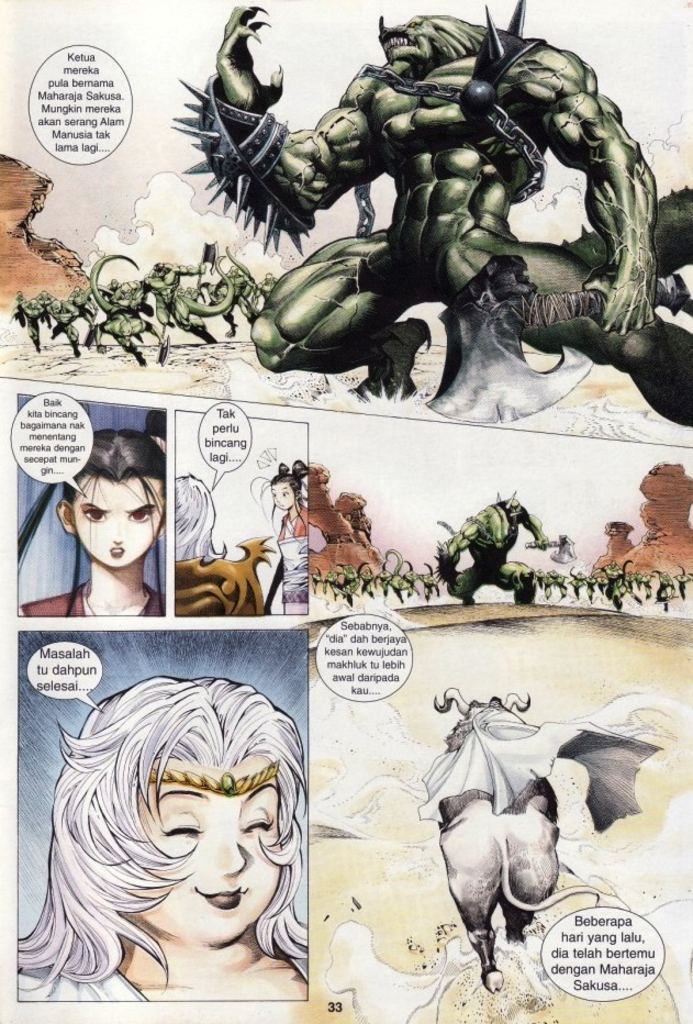 Ketua
mereka
pula bernama
Maharaja Sakusa.
Mungkin mereka
akan serang Alam
Manusia tak
lama lagi....
Baik
kita bincang
bagaimana nak
menentang
mereka dengan
secepat mun-
gin....
Tak
perlu
bincang
lagi....
Masalah
tu dahpun
selesai....
Sebabnya,
"dia" dah berjaya
kesan kewujudan
makhluk tu lebih
awal daripada
kau....
Beberapa
hari yang lalu,
dia telah bertemu
dengan Maharaja
Sakusa....
33